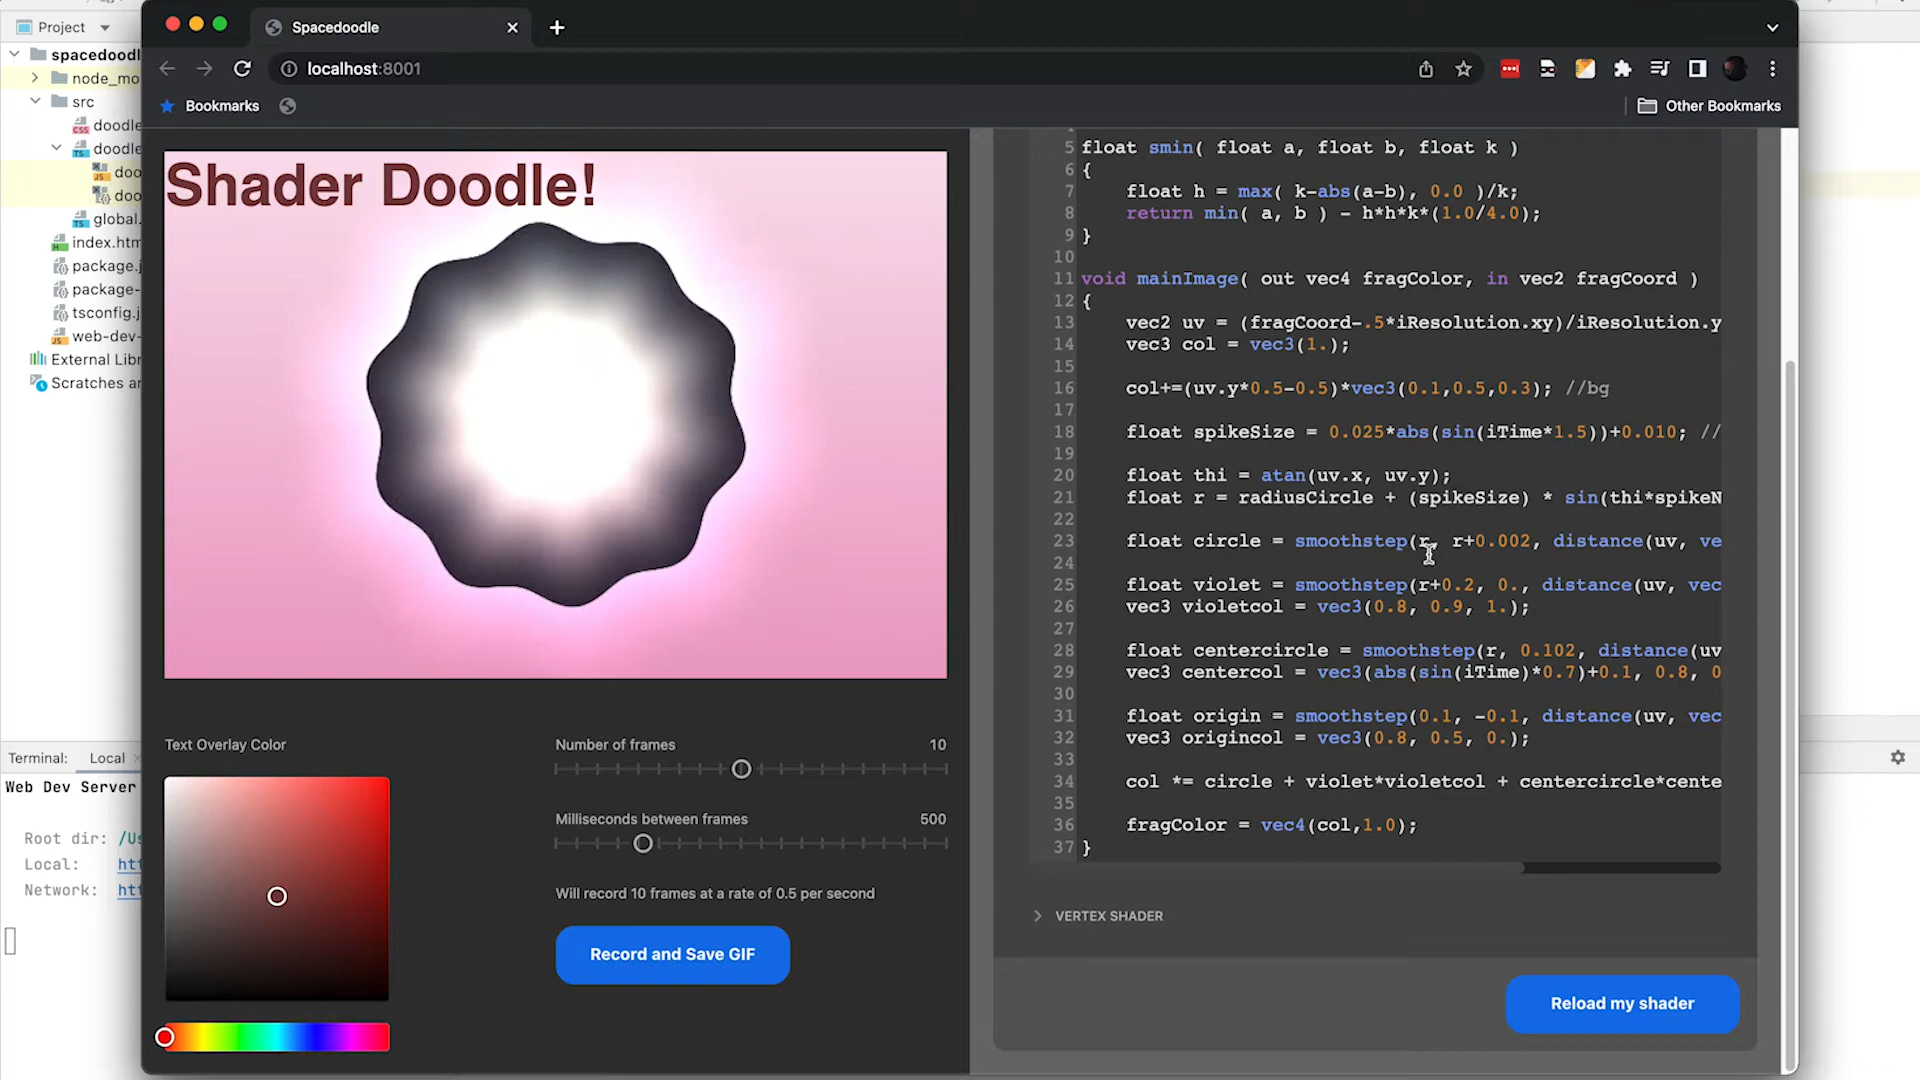 Project
Spacedoodle
spacedoodl
localhost:8001
node_mo
src
Bookmarks
Other Bookmarks
doodle
doodle
doo
doo
global.
index.htm
package.j
package-
tsconfig.j
web-dev-
External Libr
Scratches ar
Shader Doodle!
5 float smin( float a, float b, float k )
6 {
7 float h = max( k-abs(a-b), 0.0 )/k;
8 return min( a, b ) - h*h*k*(1.0/4.0);
9 }
10
11 void mainImage( out vec4 fragColor, in vec2 fragCoord )
12 {
13 vec2 uv = (fragCoord-.5*iResolution.xy)/iResolution.y
14 vec3 col = vec3(1.);
15
16 col+=(uv.y*0.5-0.5)*vec3(0.1,0.5,0.3); //bg
17
18 float spikeSize = 0.025*abs(sin(iTime*1.5))+0.010; //
19
20 float thi = atan(uv.x, uv.y);
21 float r = radiusCircle + (spikeSize) * sin(thi*spikeN
22
23 float circle = smoothstep(r, r+0.002, distance(uv, ve
24
25 float violet = smoothstep(r+0.2, 0., distance(uv, vec
26 vec3 violetcol = vec3(0.8, 0.9, 1.);
27
28 float centercircle = smoothstep(r, 0.102, distance(uv
29 vec3 centercol = vec3(abs(sin(iTime)*0.7)+0.1, 0.8, 0
30
31 float origin = smoothstep(0.1, -0.1, distance(uv, vec
32 vec3 origincol = vec3(0.8, 0.5, 0.);
33
34 col *= circle + violet*violetcol + centercircle*cente
35
36 fragColor = vec4(col,1.0);
37 }
VERTEX SHADER
Reload my shader
Text Overlay Color
Number of frames 10
Milliseconds between frames 500
Will record 10 frames at a rate of 0.5 per second
Record and Save GIF
Terminal: Local
Web Dev Server
Root dir: /Us
Local: htt
Network: htt